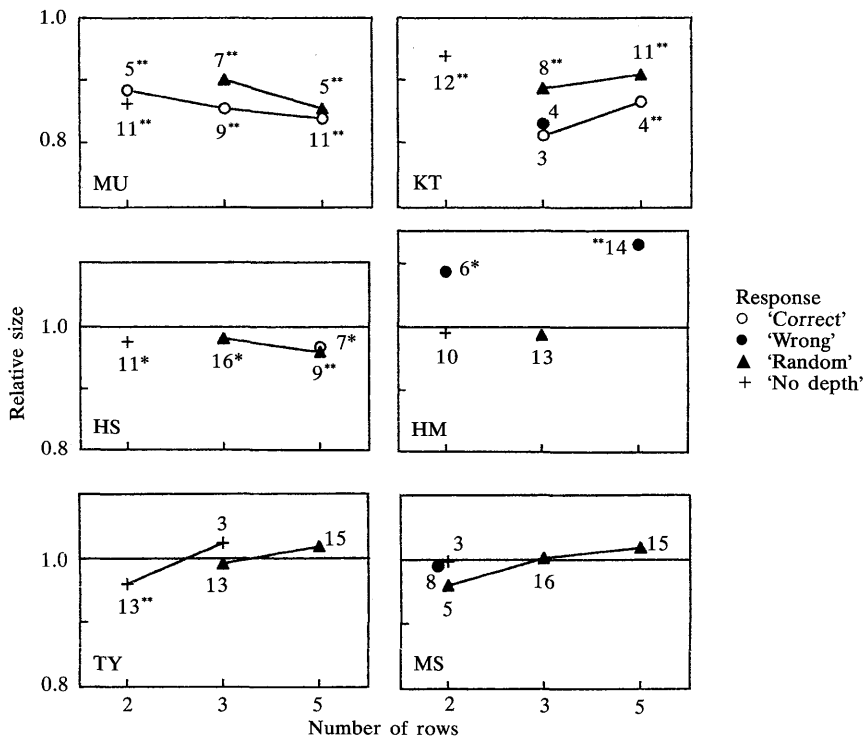 1.0
5**
7**
5**
11**
9**
11**
0.8
MU
12**
8**
11**
4
3
4**
KT
1.0
11*
16*
7*
9**
HS
0.8
6*
**14
10
13
HM
Relative size
Response
'Correct'
'Wrong'
'Random'
'No depth'
1.0
3
15
13**
13
TY
0.8
3
15
8
5
16
MS
2 3 5 2 3 5
Number of rows